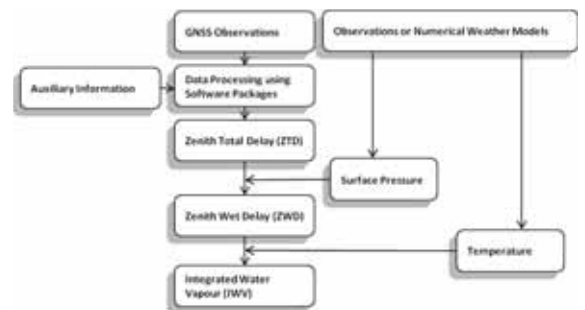 GNSS Observations
Observations or Numerical Weather Models
Auxiliary Information
Data Processing using
Software Packages
Zenith Total Delay (ZTD)
Surface Pressure
Zenith Wet Delay (ZWD)
Temperature
Integrated Water
Vapour (IWV)